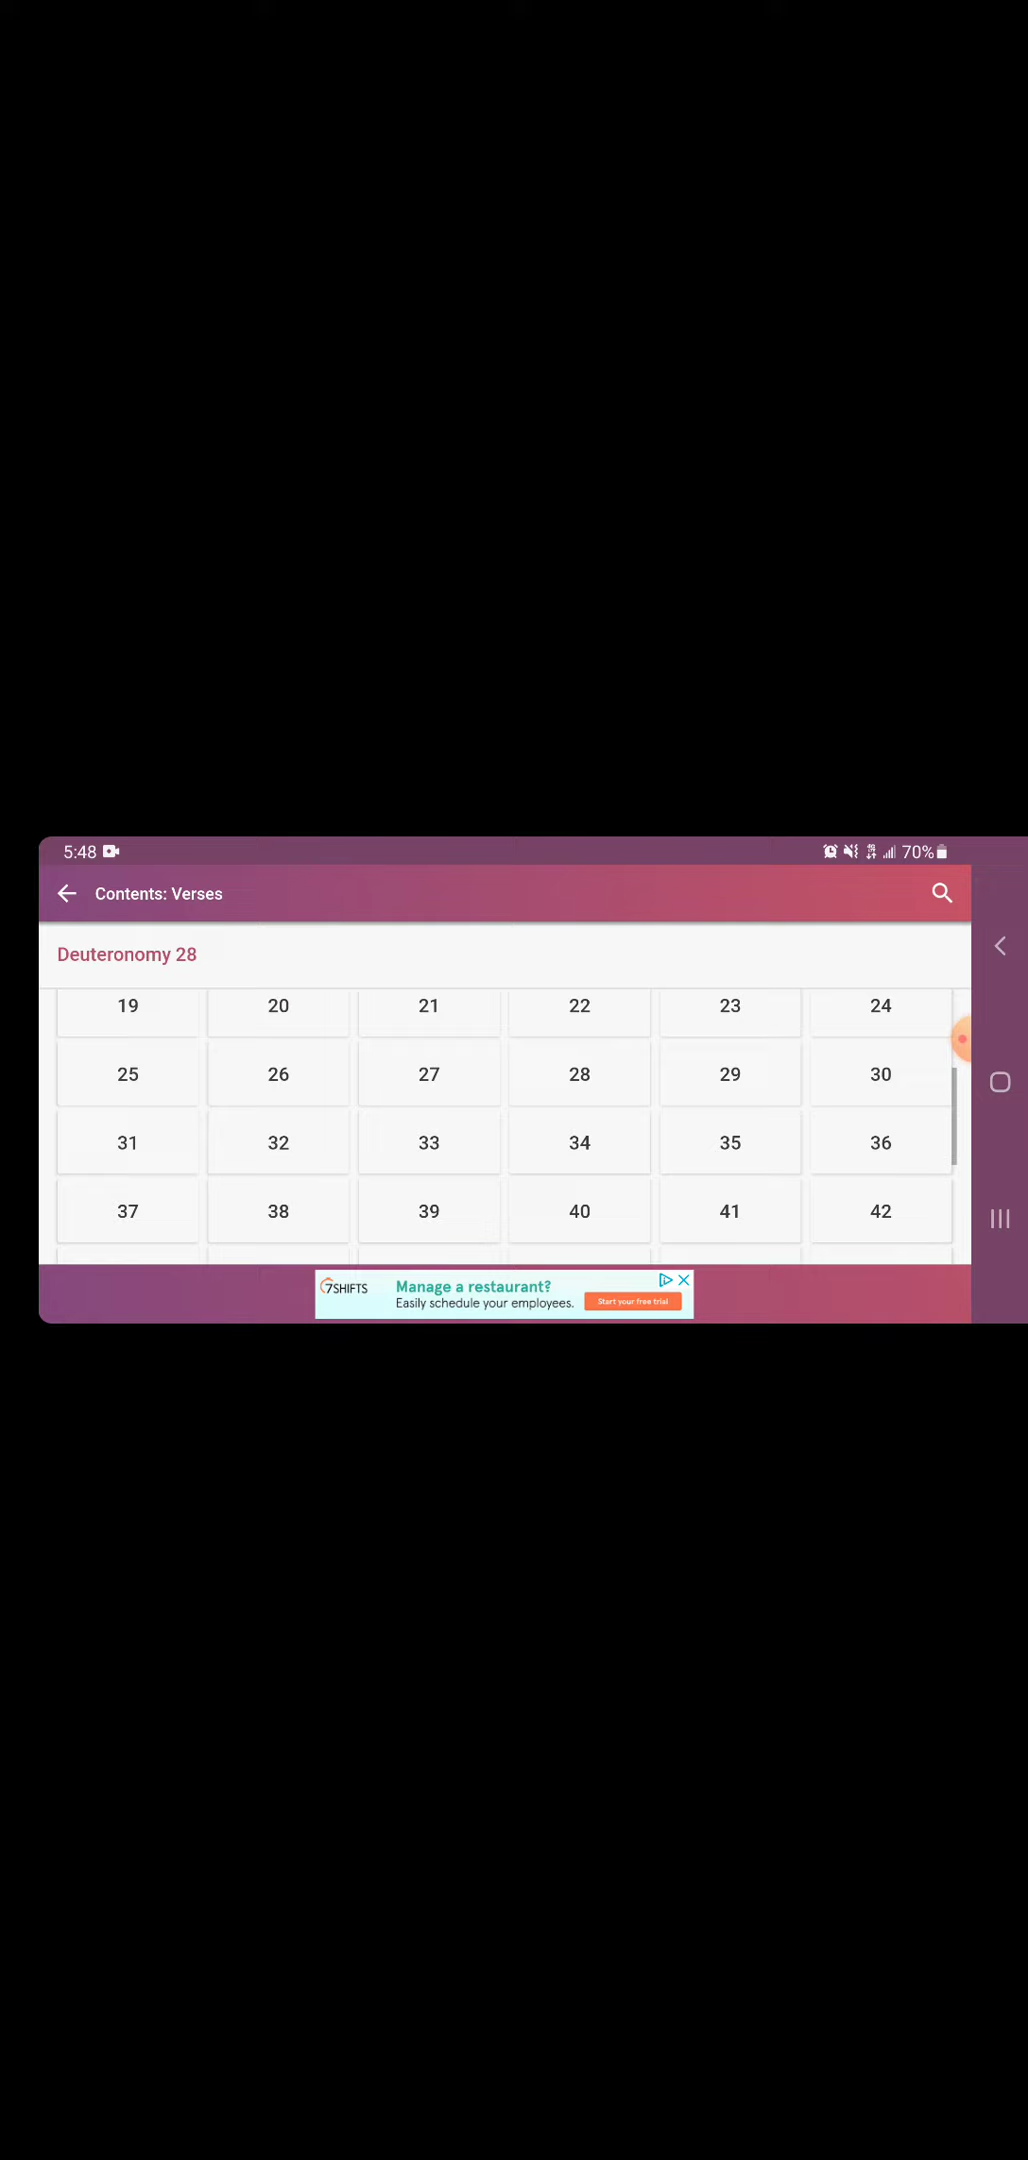 5:48
70%
Contents: Verses
Deuteronomy 28
19 20 21 22 23 24
25 26 27 28 29 30
31 32 33 34 35 36
37 38 39 40 41 42
7SHIFTS
Manage a restaurant?
Easily schedule your employees.
Start your free trial